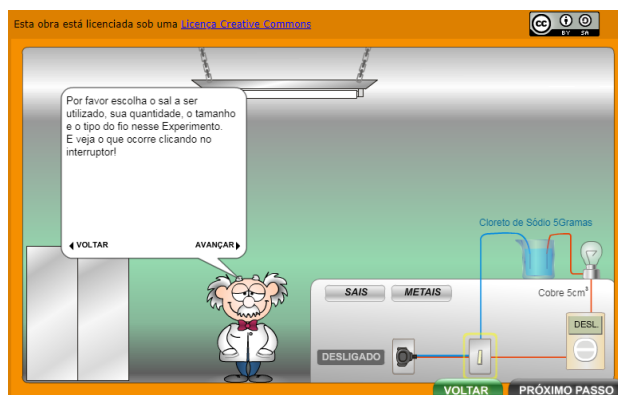 Esta obra está licenciada sob uma Licença Creative Commons
cc
BY SA
Por favor escolha o sal a ser
utilizado, sua quantidade, o tamanho
e o tipo do fio nesse Experimento.
E veja o que ocorre clicando no
interruptor!
VOLTAR AVANÇAR
Cloreto de Sódio 5Gramas
SAIS METAIS
Cobre 5cm³
DESL.
DESLIGADO
VOLTAR PRÓXIMO PASSO